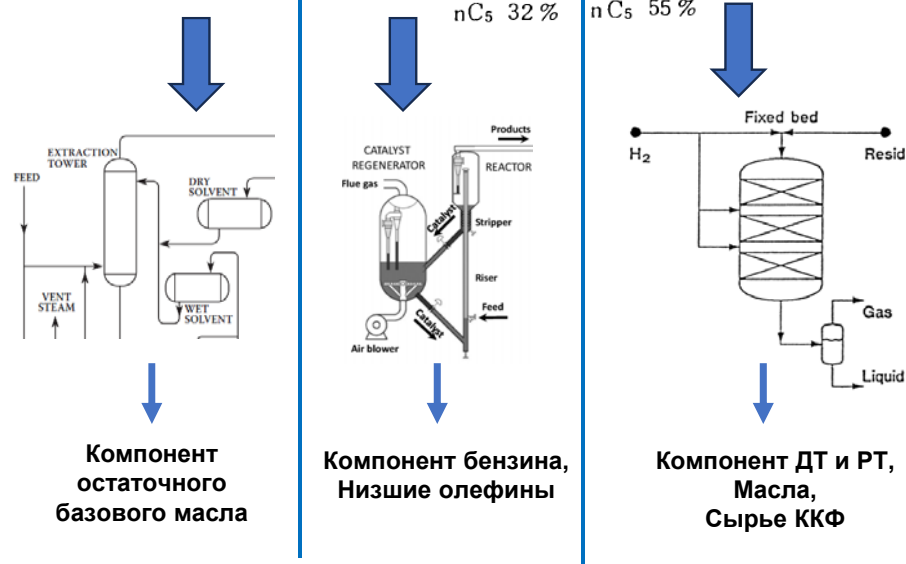 nC₅ 32 %
nC₅ 55 %
EXTRACTION
TOWER
FEED
DRY
SOLVENT
VENT
STEAM
WET
SOLVENT
Компонент
остаточного
базового масла
Products
CATALYST
REGENERATOR
REACTOR
Flue gas
Catalyst
Stripper
Riser
Feed
Catalyst
Air blower
Компонент бензина,
Низшие олефины
Fixed bed
H₂
Resid
Gas
Liquid
Компонент ДТ и РТ,
Масла,
Сырье ККФ